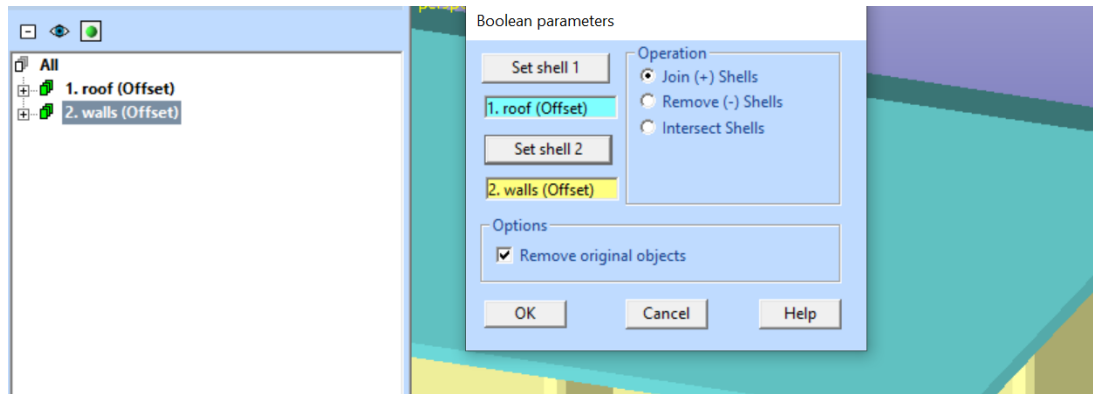 All
1. roof (Offset)
2. walls (Offset)
Boolean parameters
Set shell 1
1. roof (Offset)
Set shell 2
2. walls (Offset)
Operation
Join (+) Shells
Remove (-) Shells
Intersect Shells
Options
Remove original objects
OK Cancel Help